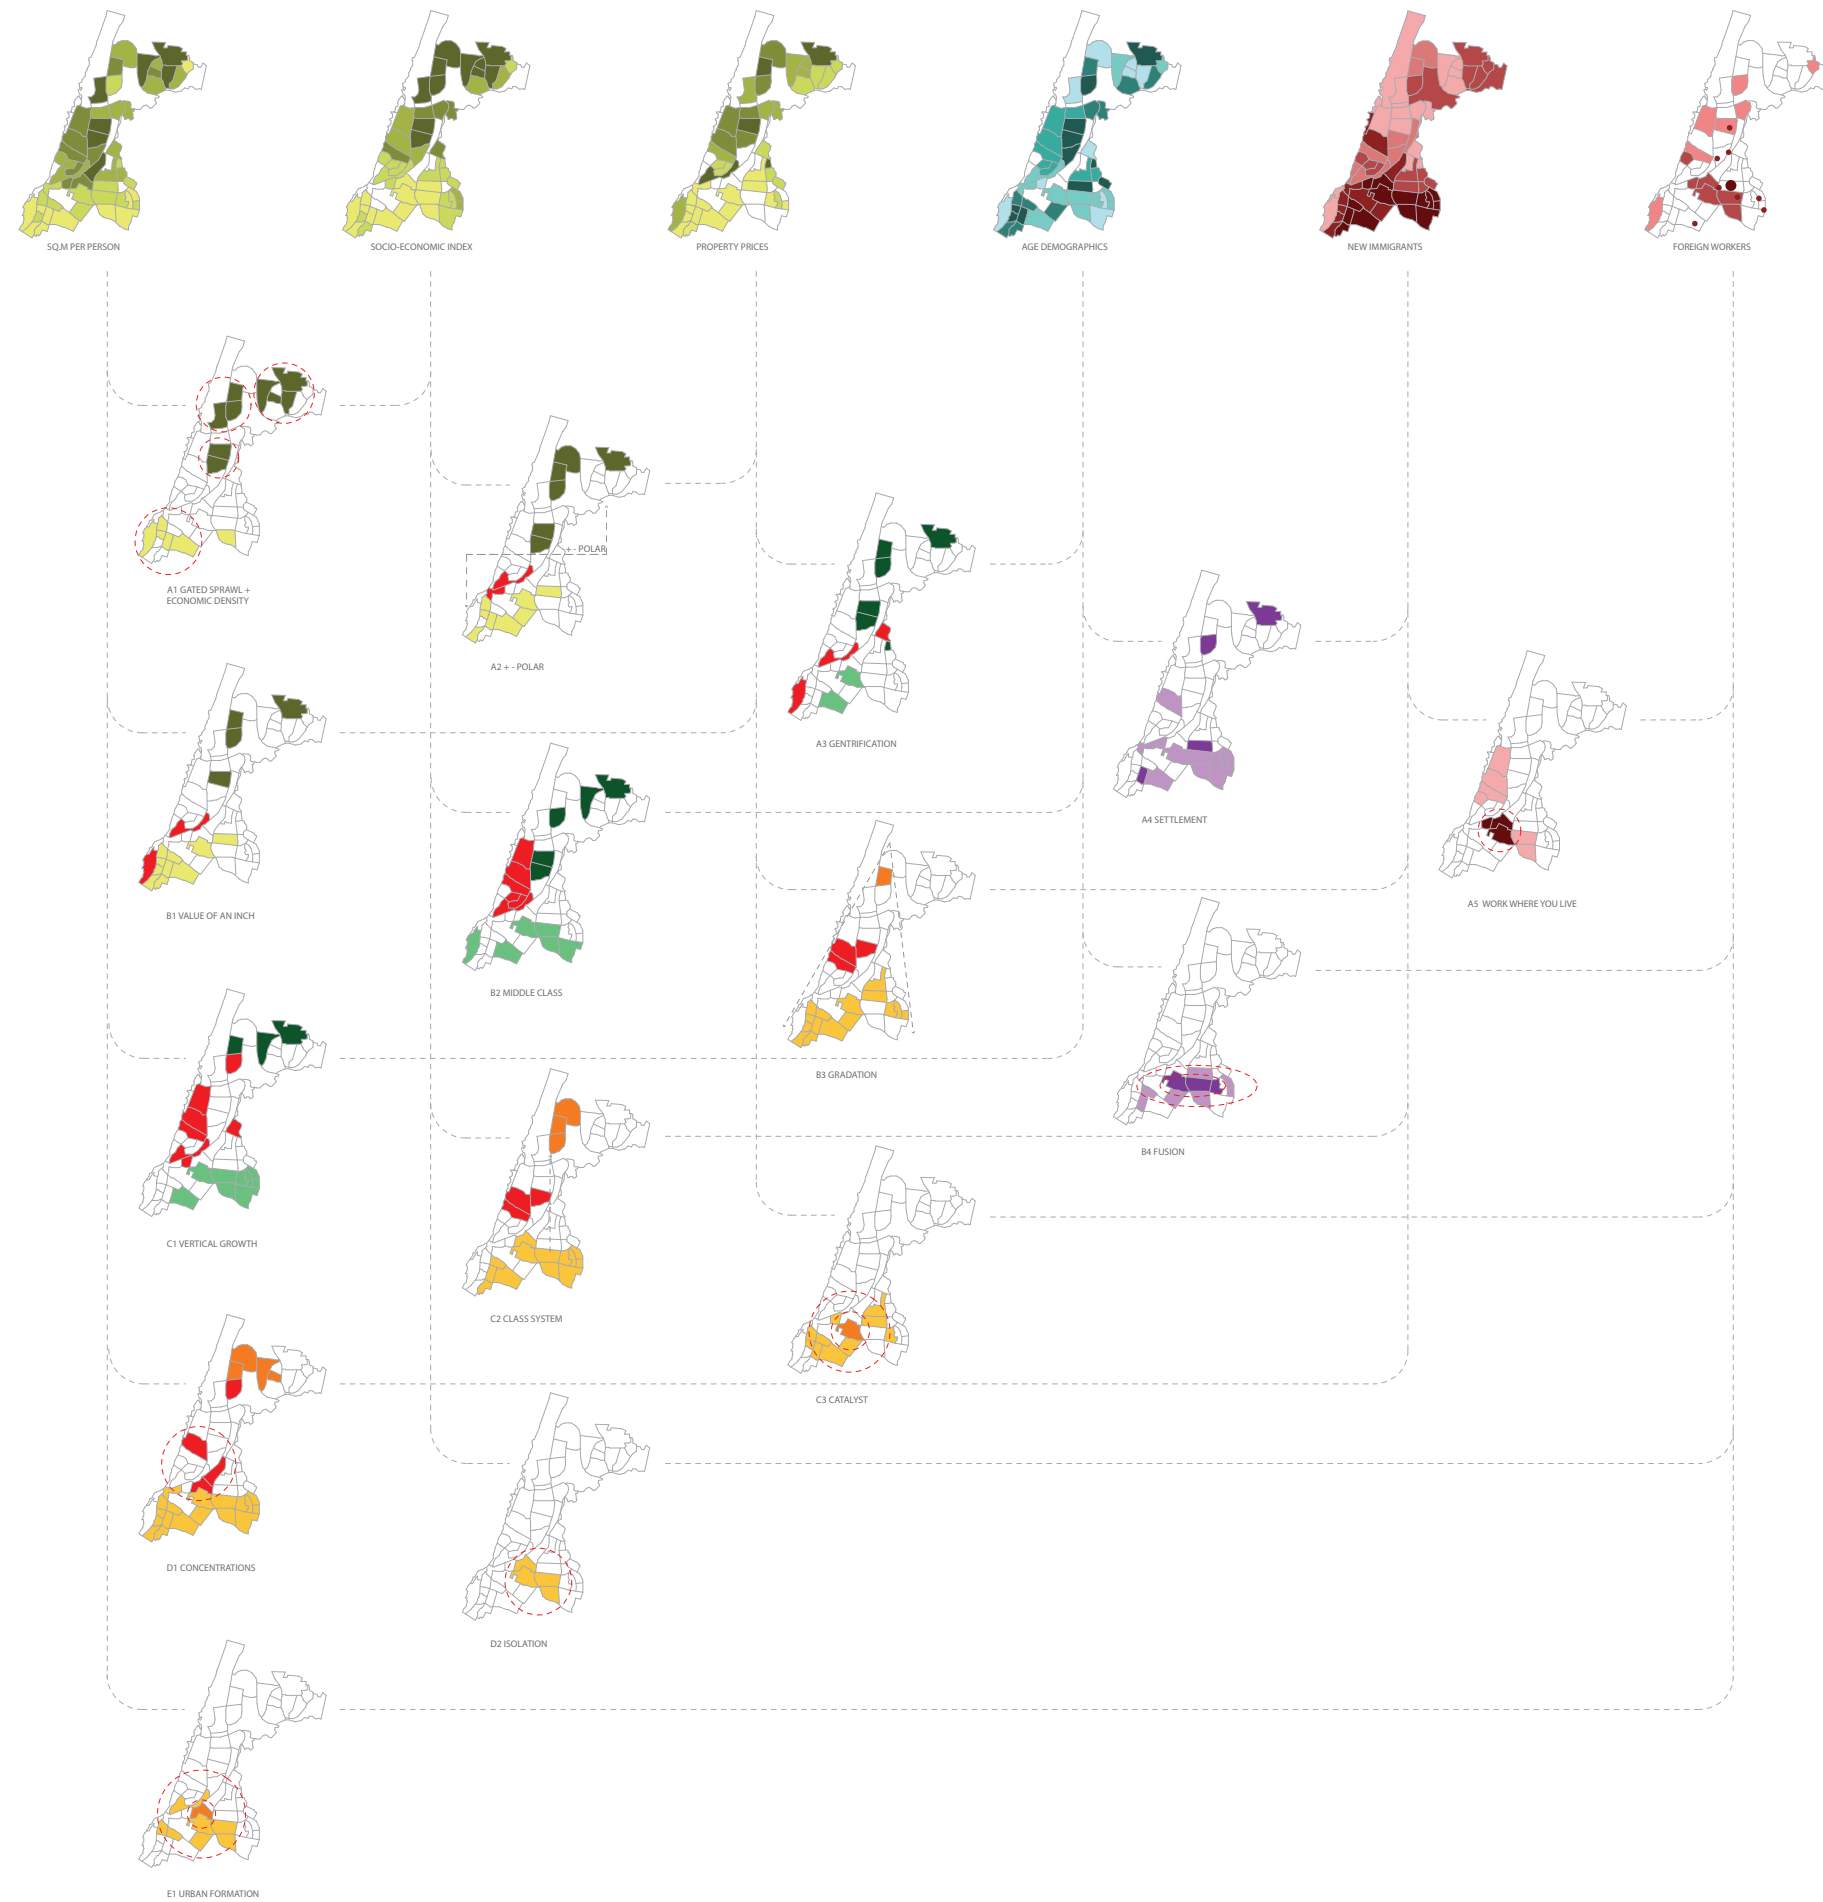 SQ.M PER PERSON
SOCIO-ECONOMIC INDEX
PROPERTY PRICES
AGE DEMOGRAPHICS
NEW IMMIGRANTS
FOREIGN WORKERS
+ - POLAR
A1 GATED SPRAWL +
ECONOMIC DENSITY
A2 + - POLAR
A3 GENTRIFICATION
A4 SETTLEMENT
A5 WORK WHERE YOU LIVE
B1 VALUE OF AN INCH
B2 MIDDLE CLASS
B3 GRADATION
B4 FUSION
C1 VERTICAL GROWTH
C2 CLASS SYSTEM
C3 CATALYST
D1 CONCENTRATIONS
D2 ISOLATION
E1 URBAN FORMATION